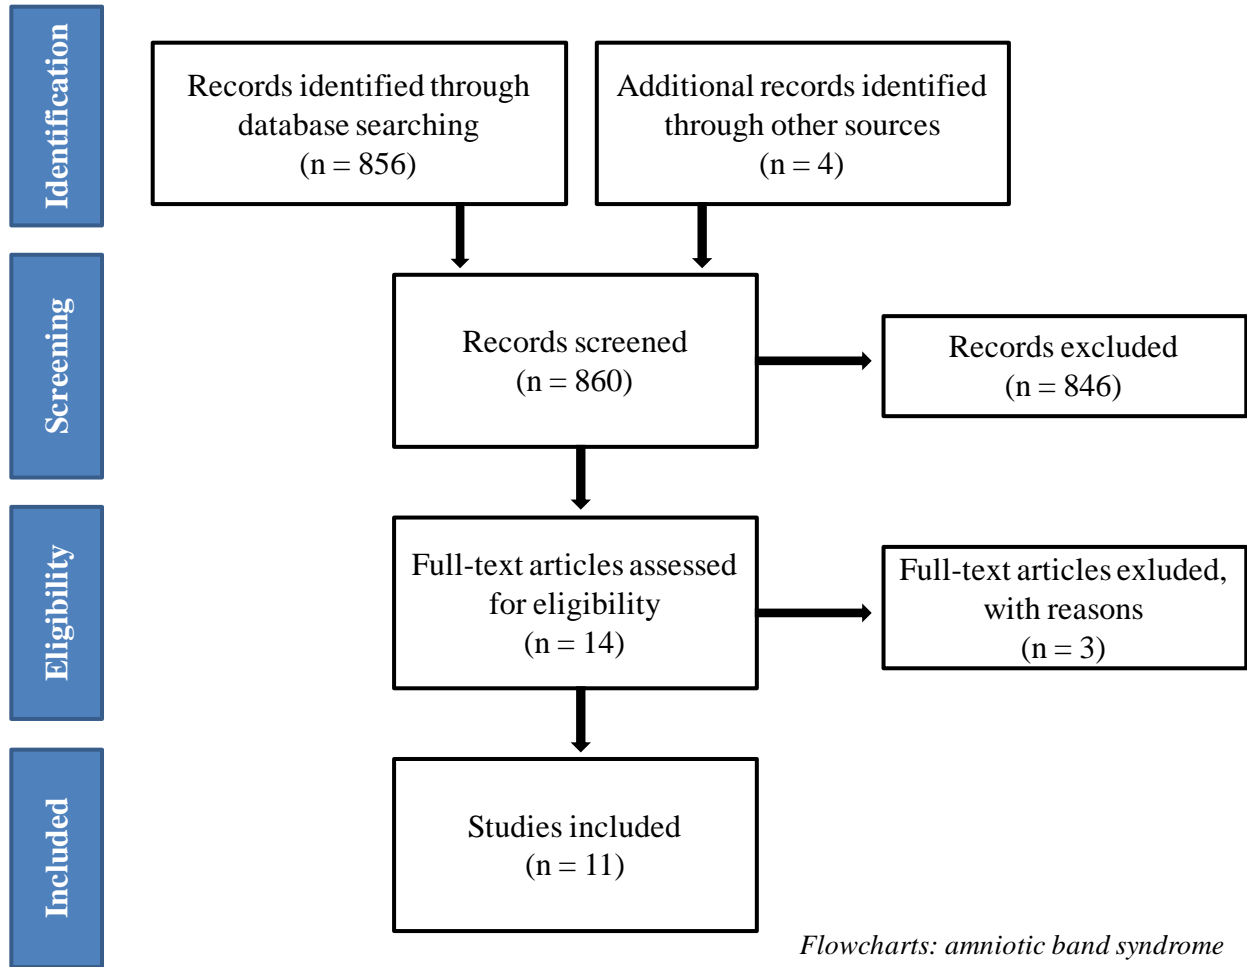 Identification
Records identified through
database searching
(n = 856)
Additional records identified
through other sources
(n = 4)
Screening
Records screened
(n = 860)
Records excluded
(n = 846)
Eligibility
Full-text articles assessed
for eligibility
(n = 14)
Full-text articles exluded,
with reasons
(n = 3)
Included
Studies included
(n = 11)
Flowcharts: amniotic band syndrome